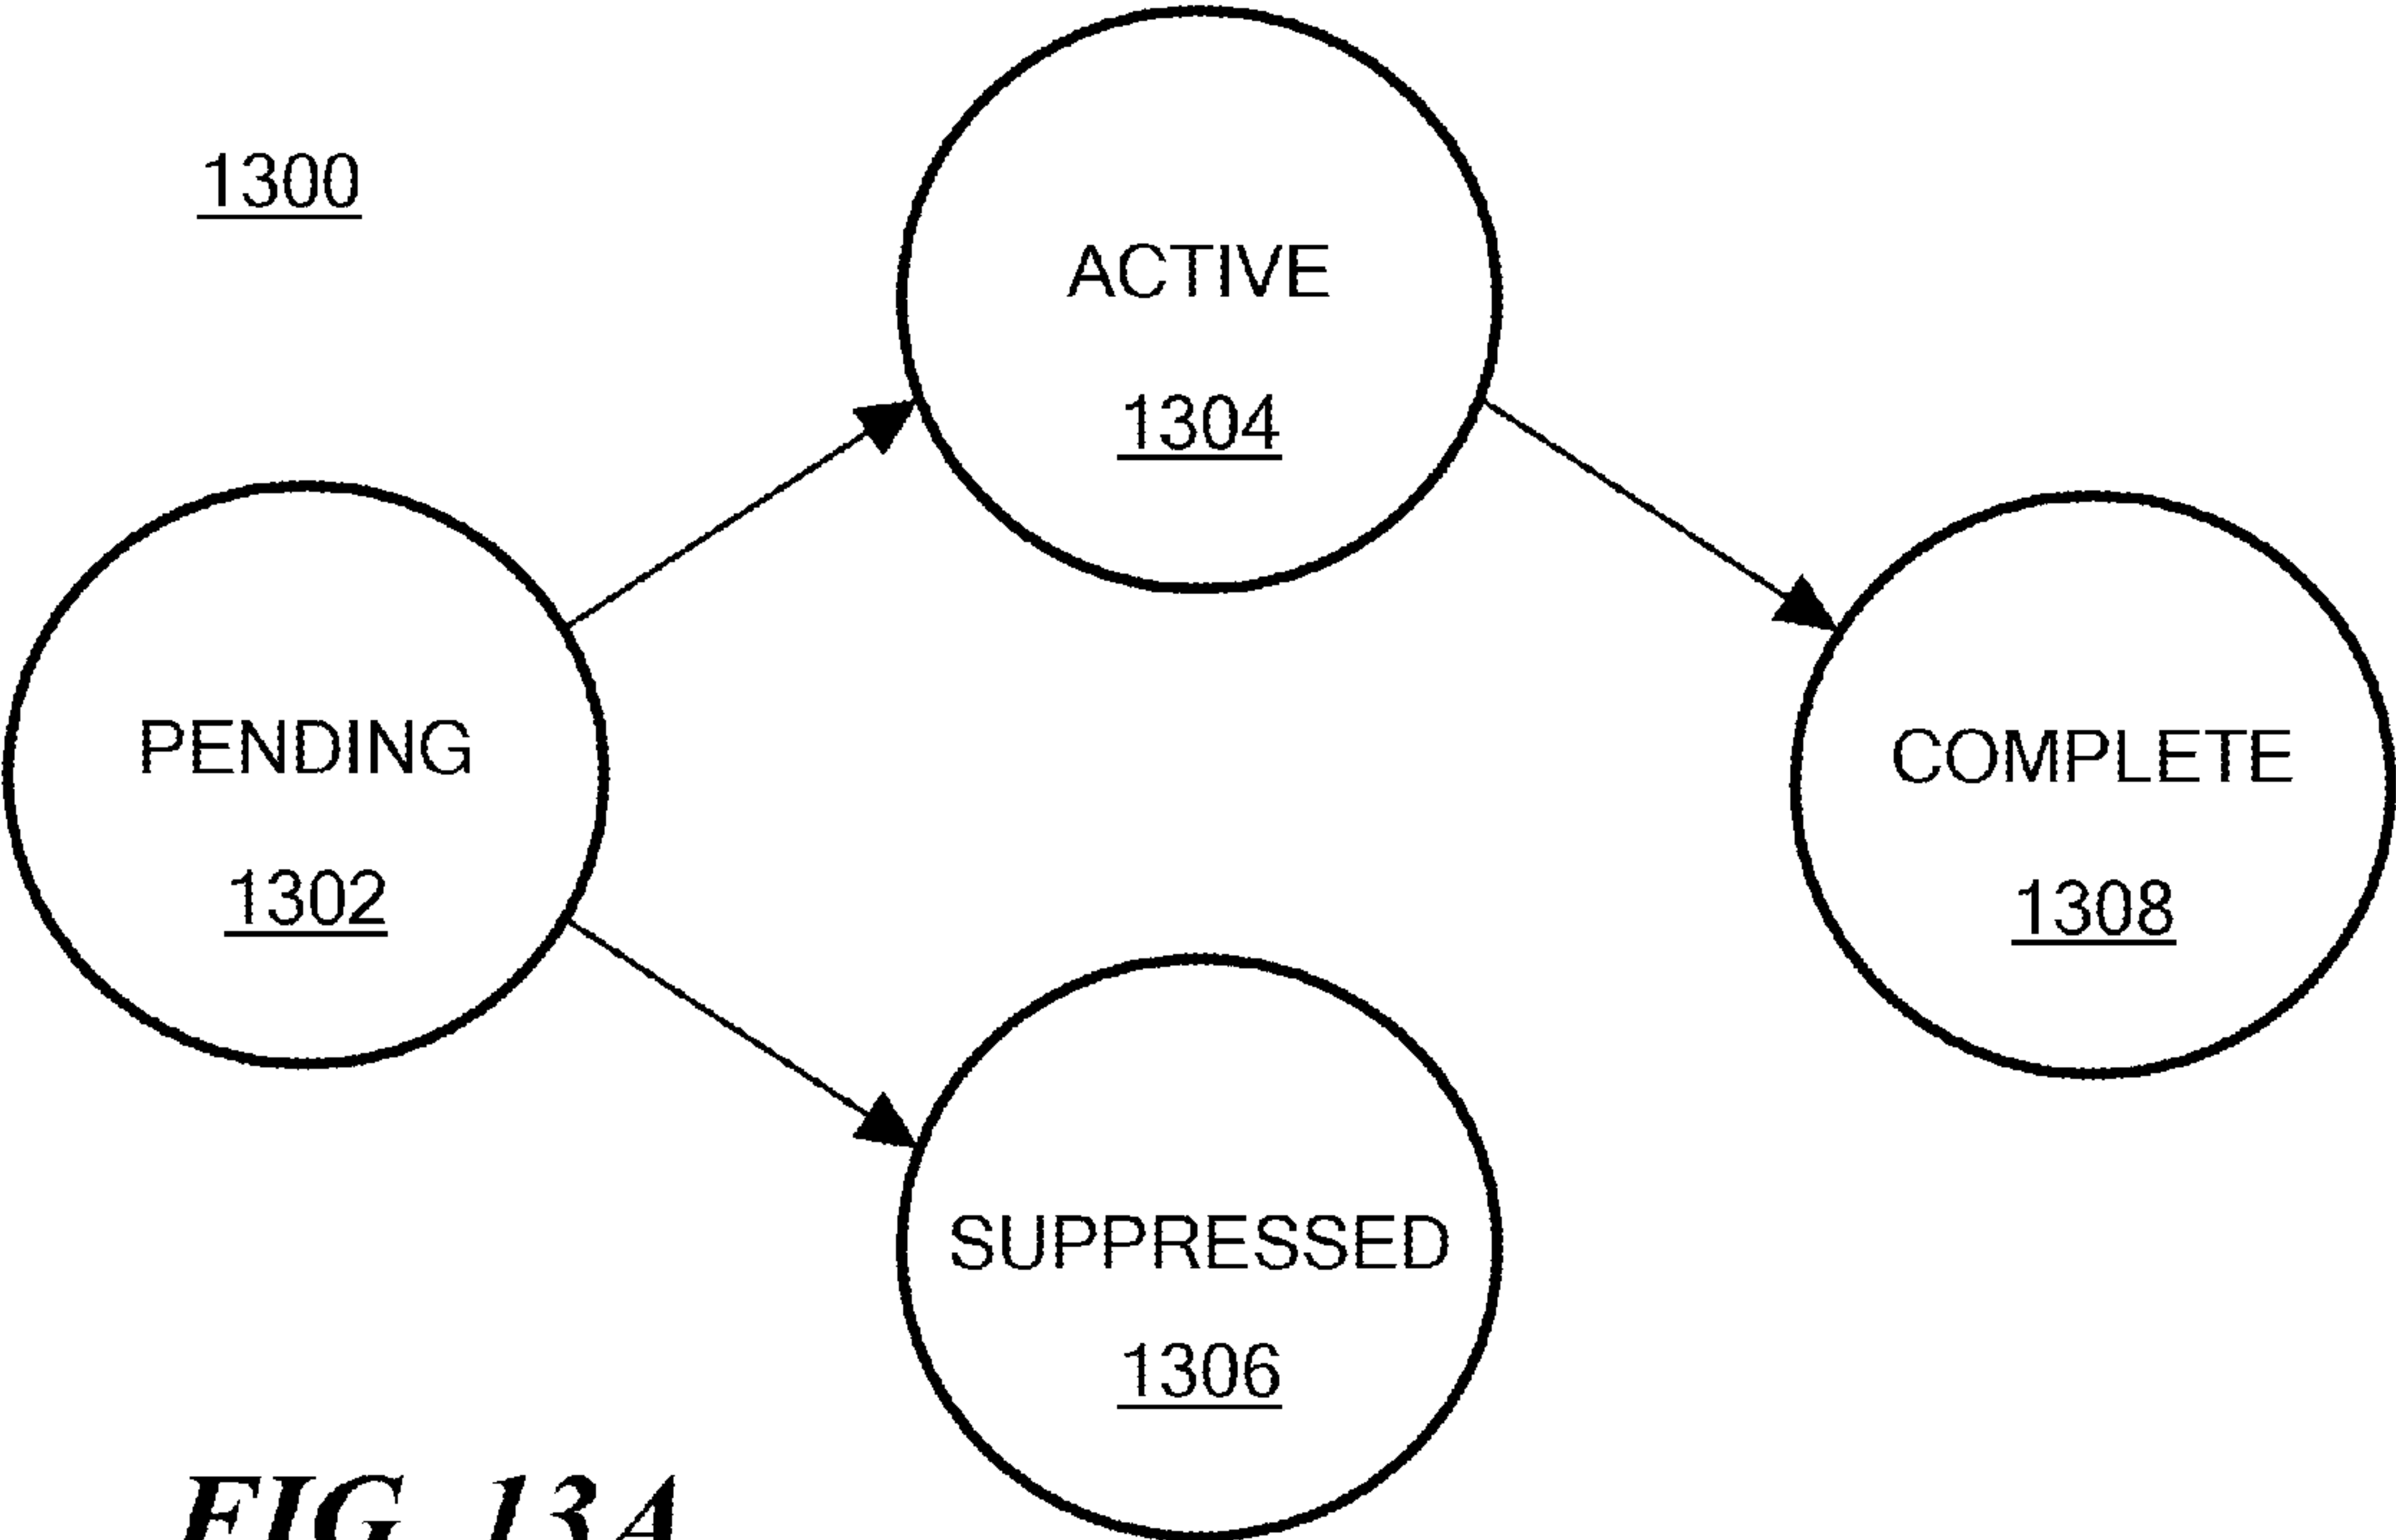 1300
ACTIVE
1304
PENDING
1302
COMPLETE
1308
SUPPRESSED
1306
FIG. 13A